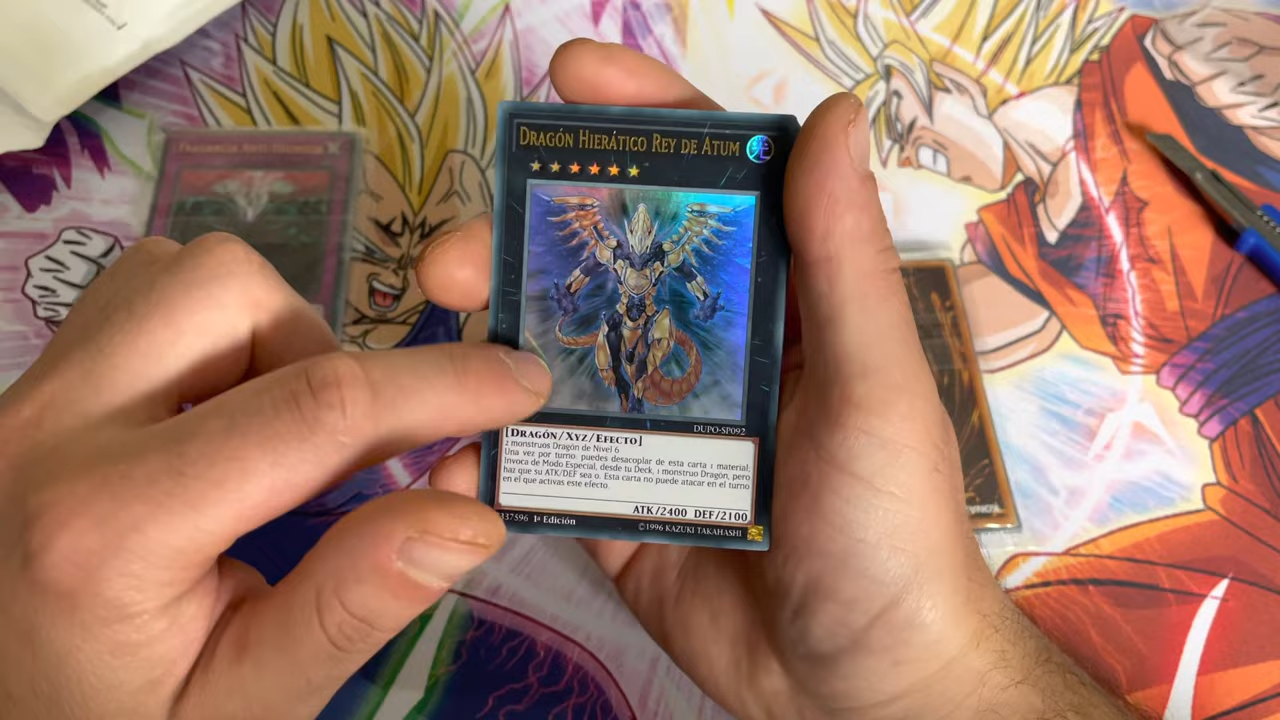 DRAGÓN HIERÁTICO REY DE ATUM
DUPO-SP092
[DRAGÓN/XYZ/EFECTO]
2 monstruos Dragón de Nivel 6
Una vez por turno: puedes desacoplar de esta carta 1 material;
Invoca de Modo Especial, desde tu Deck, 1 monstruo Dragón, pero
haz que su ATK/DEF sea 0. Esta carta no puede atacar en el turno
en el que activas este efecto.
ATK/2400 DEF/2100
337596 1ª Edición
©1996 KAZUKI TAKAHASHI